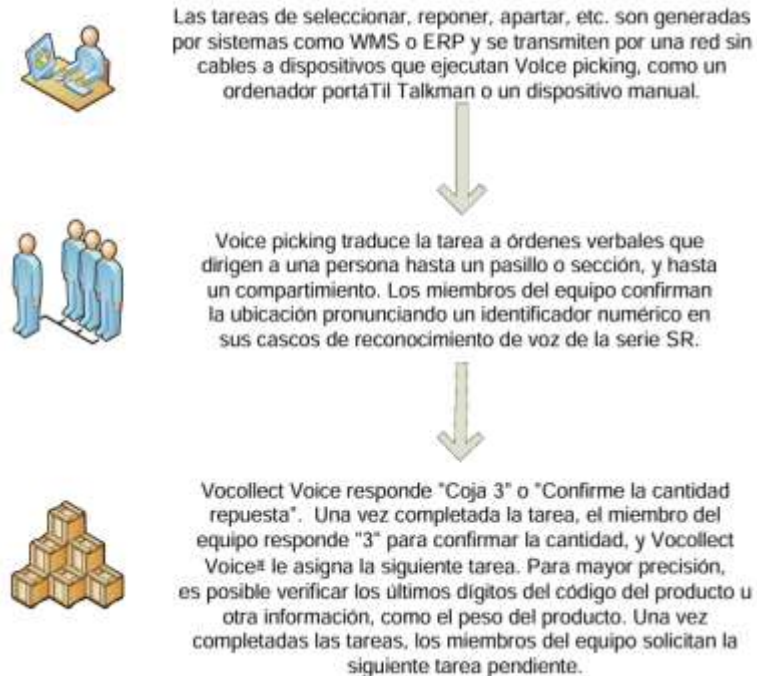 Las tareas de seleccionar, reponer, apartar, etc. son generadas
por sistemas como WMS o ERP y se transmiten por una red sin
cables a dispositivos que ejecutan Volce picking, como un
ordenador portáTil Talkman o un dispositivo manual.
Voice picking traduce la tarea a órdenes verbales que
dirigen a una persona hasta un pasillo o sección, y hasta
un compartimiento. Los miembros del equipo confirman
la ubicación pronunciando un identificador numérico en
sus cascos de reconocimiento de voz de la serie SR.
Vocollect Voice responde "Coja 3" o "Confirme la cantidad
repuesta". Una vez completada la tarea, el miembro del
equipo responde "3" para confirmar la cantidad, y Vocollect
Voice le asigna la siguiente tarea. Para mayor precisión,
es posible verificar los últimos dígitos del código del producto u
otra información, como el peso del producto. Una vez
completadas las tareas, los miembros del equipo solicitan la
siguiente tarea pendiente.